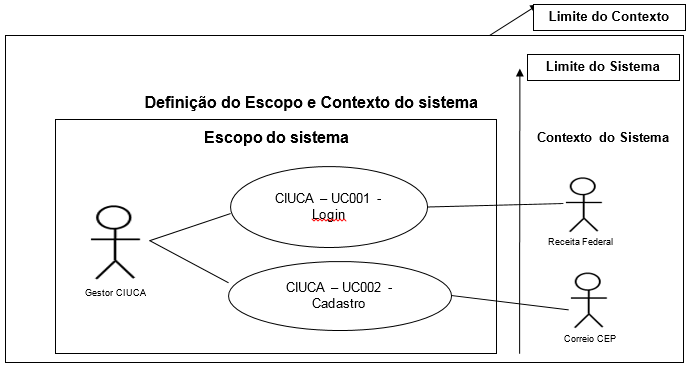 Limite do Contexto
Limite do Sistema
Definição do Escopo e Contexto do sistema
Escopo do sistema
Contexto do Sistema
CIUCA – UC001 -
Login
Receita Federal
Gestor CIUCA
CIUCA – UC002 -
Cadastro
Correio CEP